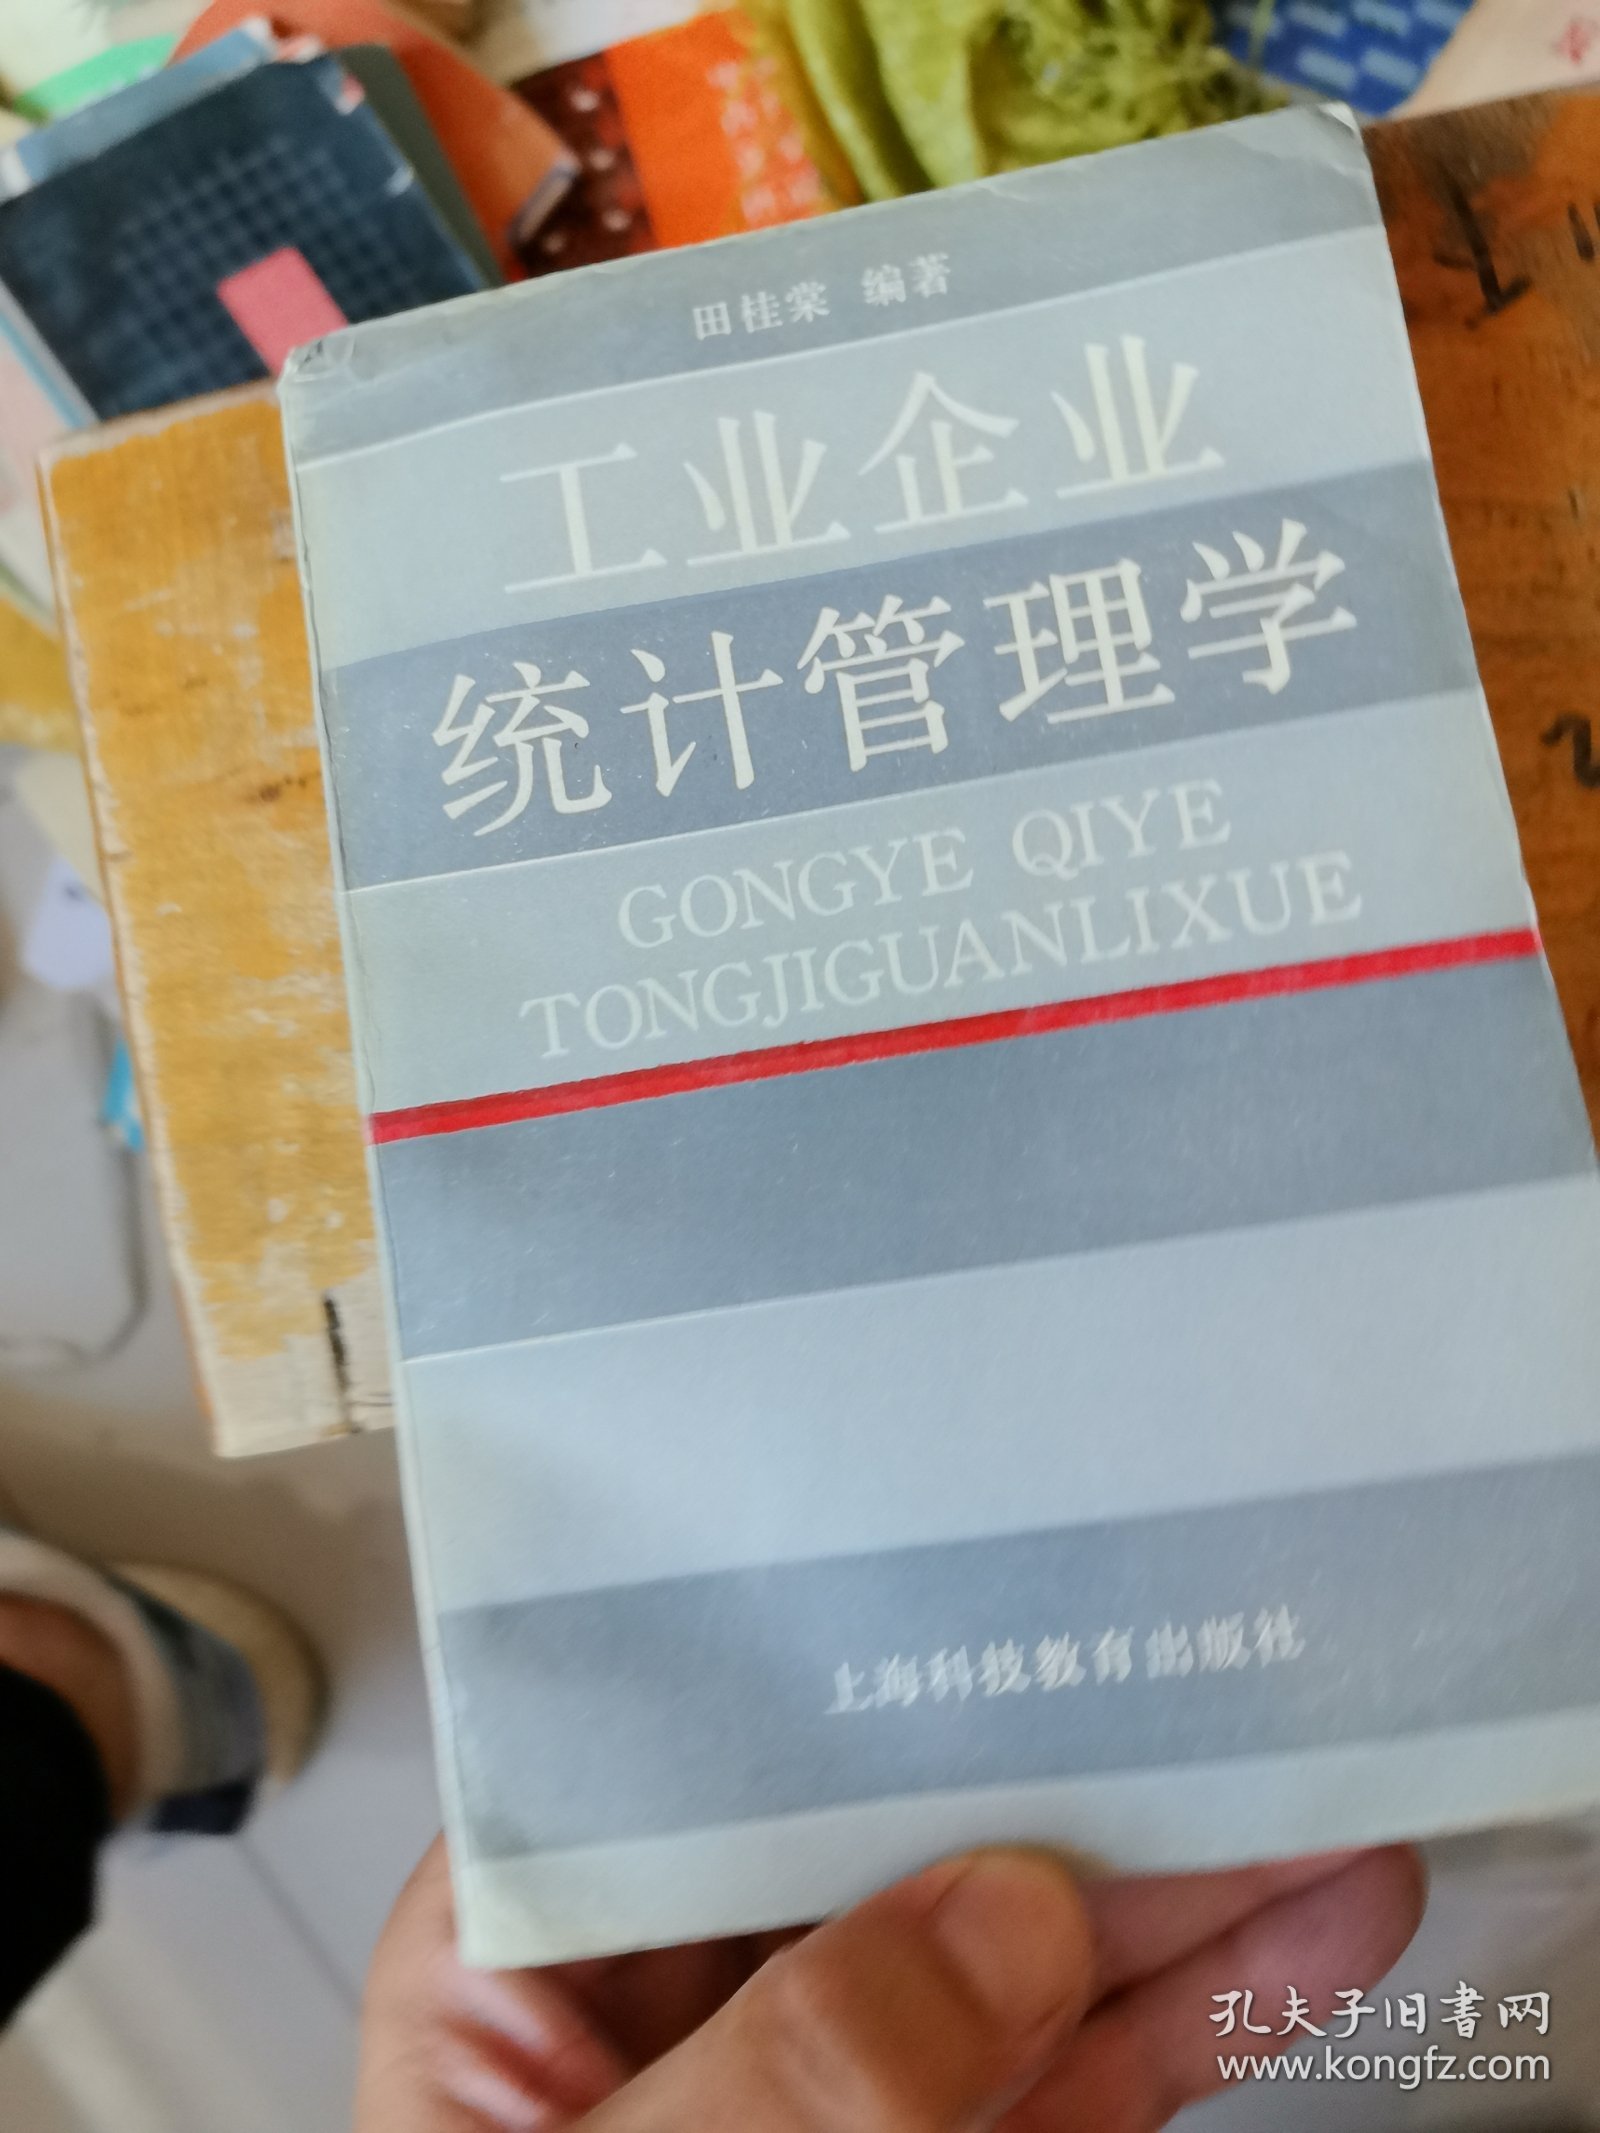 田桂棠 编著
工业企业
统计管理学
GONGYE QIYE
TONGJIGUANLIXUE
上海科技教育出版社
孔夫子旧书网
www.kongfz.com